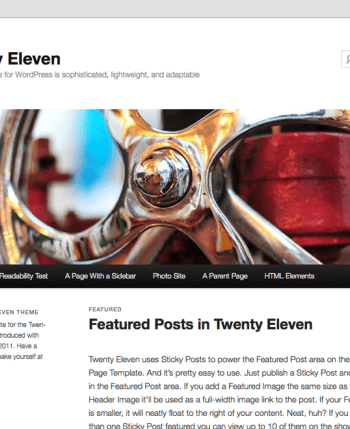 Eleven
e for WordPress is sophisticated, lightweight, and adaptable
Readability Test A Page With a Sidebar Photo Site A Parent Page HTML Elements
EVEN THEME
te for the Twen-
troduced with
2011. Have a
ake yourself at
FEATURED
Featured Posts in Twenty Eleven
Twenty Eleven uses Sticky Posts to power the Featured Post area on the
Page Template. And it's pretty easy to use. Just publish a Sticky Post an
in the Featured Post area. If you add a Featured Image the same size as
Header Image it'll be used as a full-width image link to the post. If your F
is smaller, it will neatly float to the right of your content. Neat, huh? If you
than one Sticky Post featured you can view up to 10 of them on the show